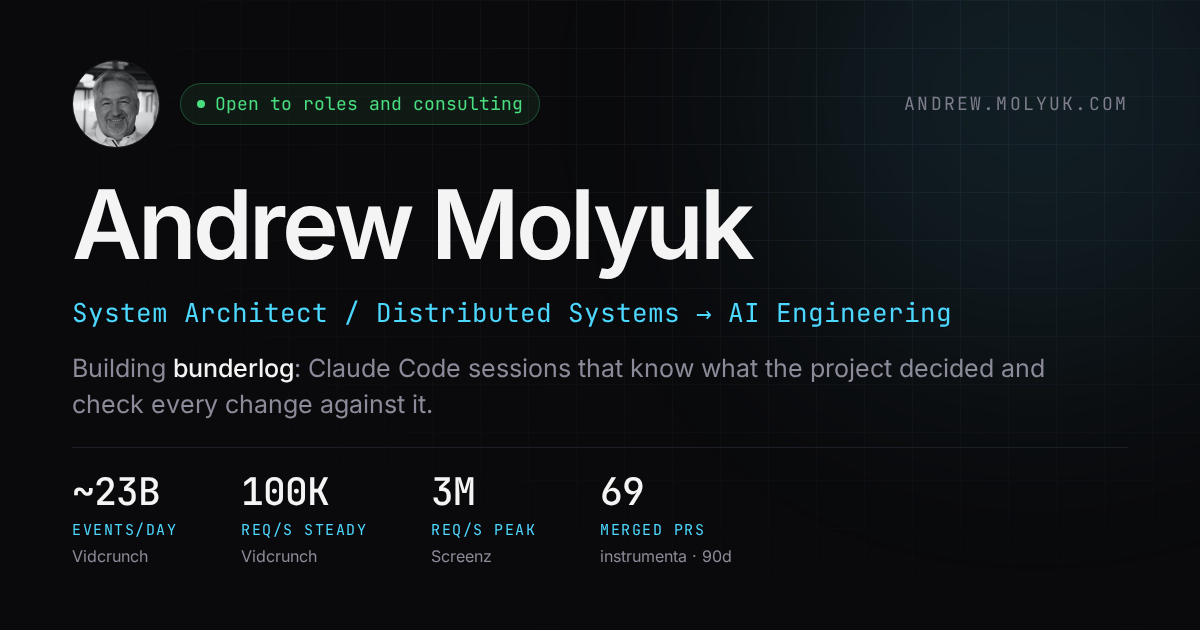 Open to roles and consulting
ANDREW.MOLYUK.COM
Andrew Molyuk
System Architect / Distributed Systems → AI Engineering
Building bunderlog: Claude Code sessions that know what the project decided and
check every change against it.
~23B 100K 3M 69
EVENTS/DAY REQ/S STEADY REQ/S PEAK MERGED PRS
Vidcrunch Vidcrunch Screenz instrumenta · 90d